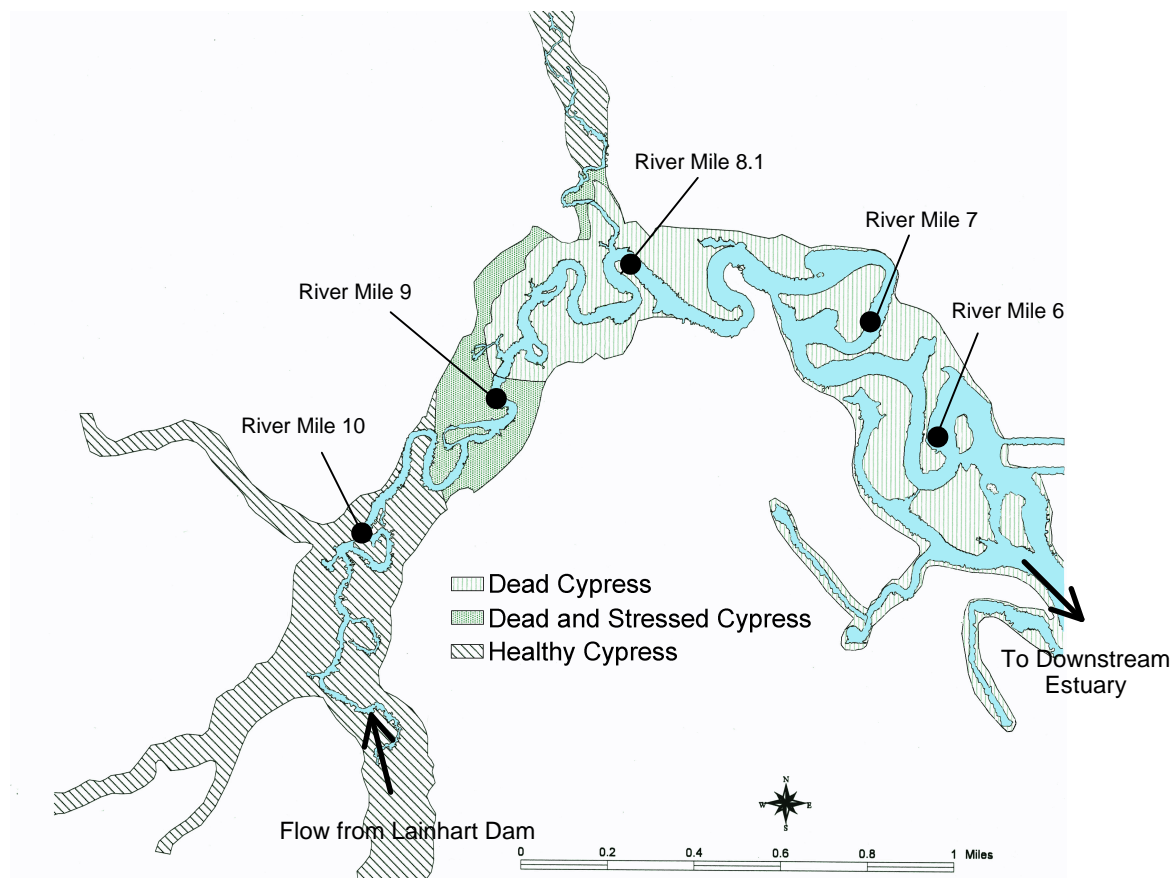 River Mile 8.1
River Mile 7
River Mile 9
River Mile 6
River Mile 10
Dead Cypress
Dead and Stressed Cypress
Healthy Cypress
To Downstream
Estuary
Flow from Lainhart Dam
N
W E
S
0 0.2 0.4 0.6 0.8 1 Miles